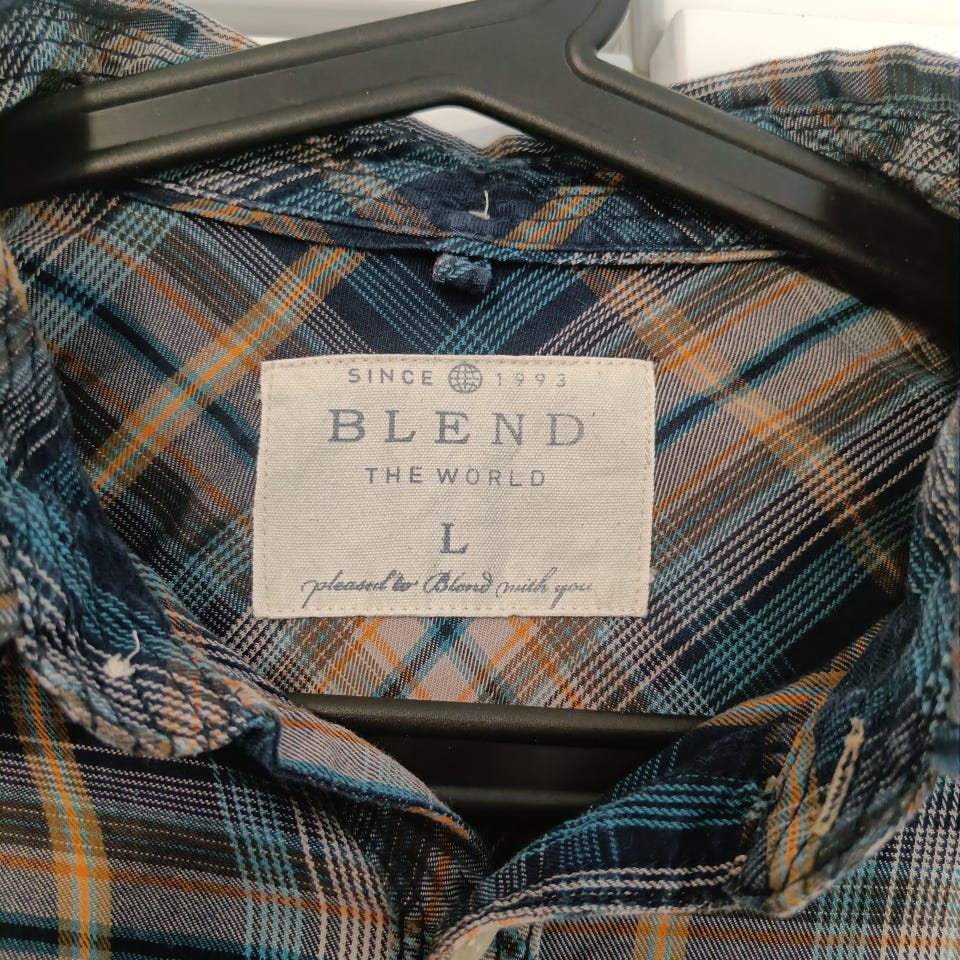 SINCE 1993
BLEND
THE WORLD
L
pleased to Blend with you